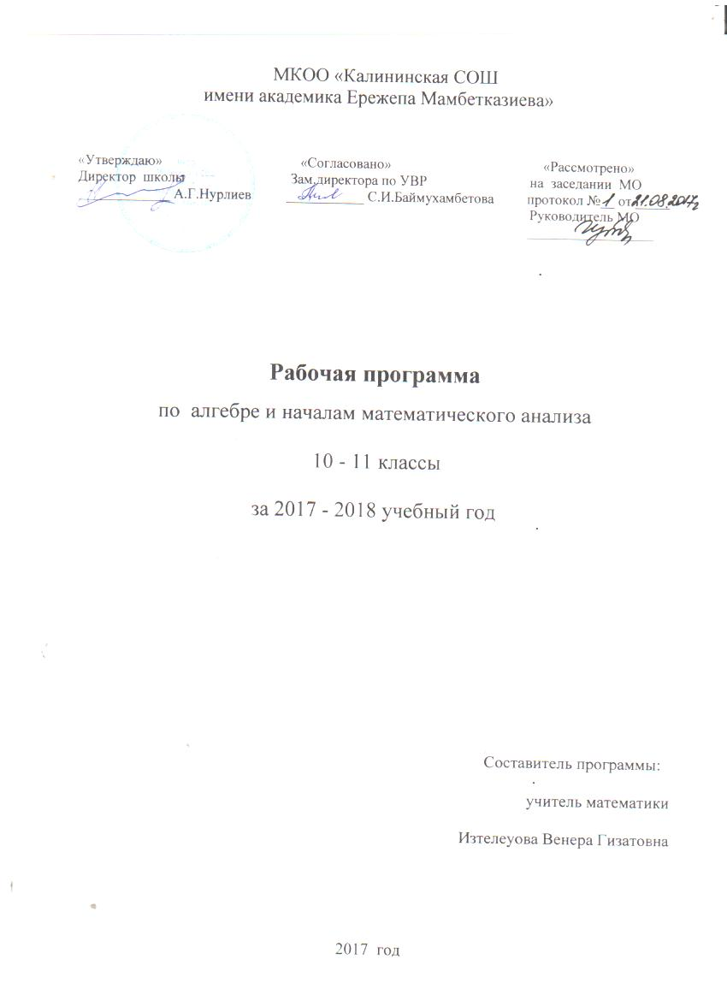 МКОО «Калининская СОШ
имени академика Ережепа Мамбетказиева»
«Утверждаю»
Директор школы
____________А.Г.Нурлиев
«Согласовано»
Зам.директора по УВР
__________ С.И.Баймухамбетова
«Рассмотрено»
на заседании МО
протокол №1 от 21.08.2017г
Руководитель МО
Рабочая программа
по алгебре и началам математического анализа
10 - 11 классы
за 2017 - 2018 учебный год
Составитель программы:
учитель математики
Изтелеуова Венера Гизатовна
2017 год